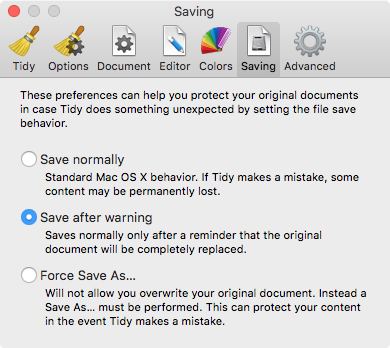 Saving
Tidy Options Document Editor Colors Saving Advanced
These preferences can help you protect your original documents
in case Tidy does something unexpected by setting the file save
behavior.
Save normally
Standard Mac OS X behavior. If Tidy makes a mistake, some
content may be permanently lost.
Save after warning
Saves normally only after a reminder that the original
document will be completely replaced.
Force Save As...
Will not allow you overwrite your original document. Instead a
Save As... must be performed. This can protect your content
in the event Tidy makes a mistake.